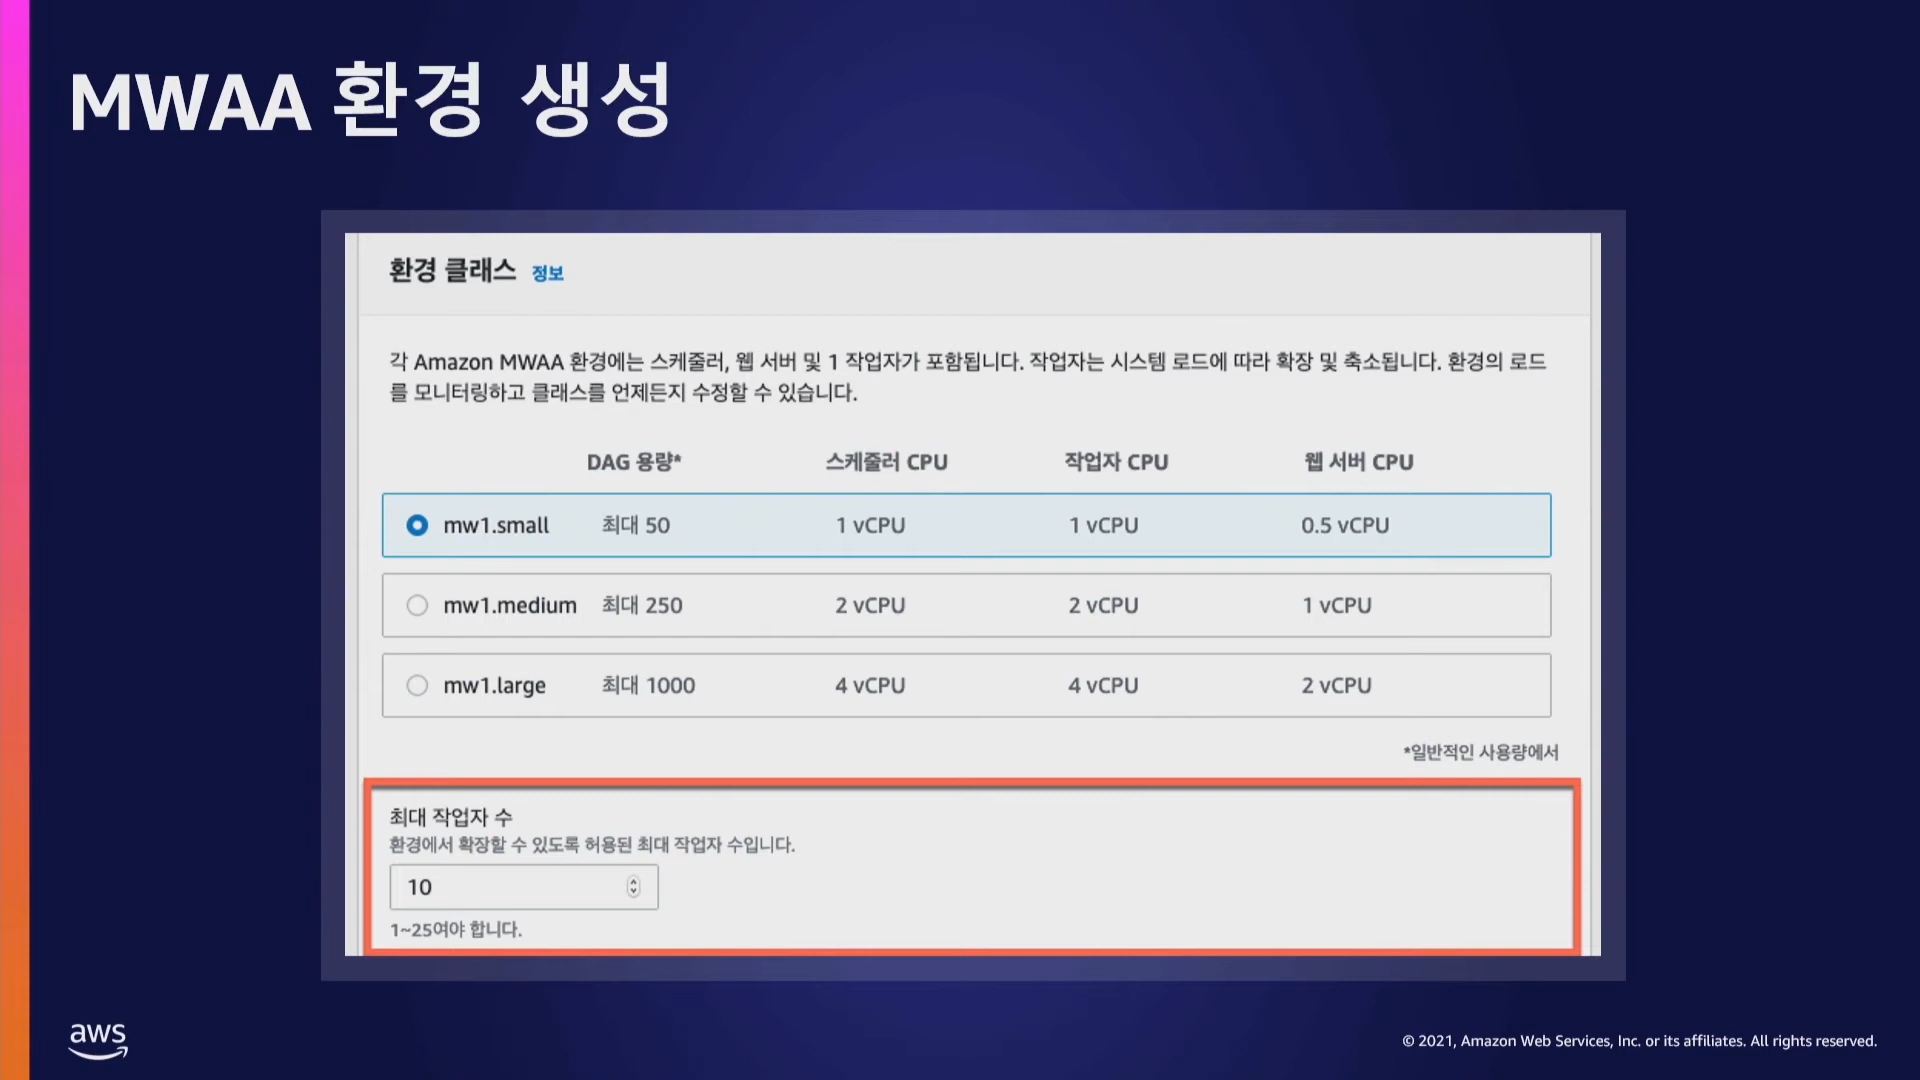 MWAA 환경 생성
환경 클래스 정보
각 Amazon MWAA 환경에는 스케줄러, 웹 서버 및 1 작업자가 포함됩니다. 작업자는 시스템 로드에 따라 확장 및 축소됩니다. 환경의 로드
를 모니터링하고 클래스를 언제든지 수정할 수 있습니다.
DAG 용량* 스케줄러 CPU 작업자 CPU 웹 서버 CPU
mw1.small 최대 50 1 vCPU 1 vCPU 0.5 vCPU
mw1.medium 최대 250 2 vCPU 2 vCPU 1 vCPU
mw1.large 최대 1000 4 vCPU 4 vCPU 2 vCPU
*일반적인 사용량에서
최대 작업자 수
환경에서 확장할 수 있도록 허용된 최대 작업자 수입니다.
10
1~25여야 합니다.
aws
© 2021, Amazon Web Services, Inc. or its affiliates. All rights reserved.